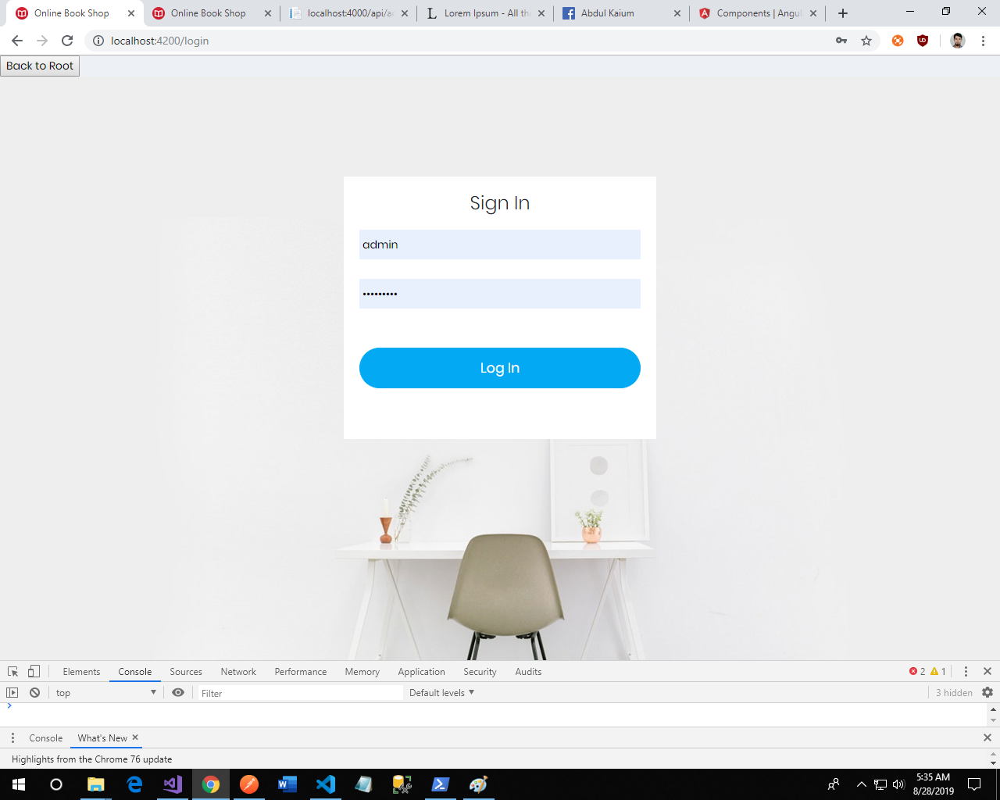 Online Book Shop Online Book Shop localhost:4000/api/a Lorem Ipsum - All th Abdul Kaium Components | Angul
localhost:4200/login
Back to Root
Sign In
admin
•••••••••
Log In
Elements Console Sources Network Performance Memory Application Security Audits 2 1
top Filter Default levels 3 hidden
Console What's New
Highlights from the Chrome 76 update
5:35 AM
8/28/2019